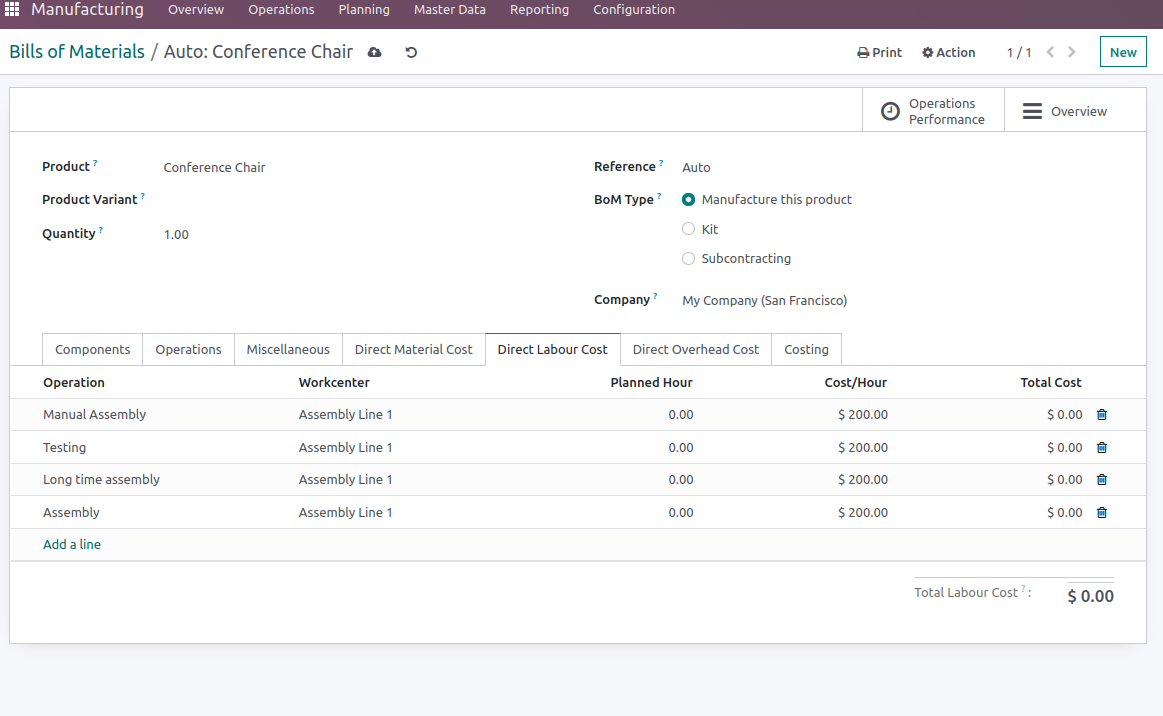 Manufacturing Overview Operations Planning Master Data Reporting Configuration
Bills of Materials / Auto: Conference Chair Print Action 1 / 1 New
Operations Performance Overview
Product ? Conference Chair Reference ? Auto
Product Variant ? BoM Type ? Manufacture this product
Kit
Quantity ? 1.00
Subcontracting
Company ? My Company (San Francisco)
Components Operations Miscellaneous Direct Material Cost Direct Labour Cost Direct Overhead Cost Costing
Operation Workcenter Planned Hour Cost/Hour Total Cost
Manual Assembly Assembly Line 1 0.00 $ 200.00 $ 0.00
Testing Assembly Line 1 0.00 $ 200.00 $ 0.00
Long time assembly Assembly Line 1 0.00 $ 200.00 $ 0.00
Assembly Assembly Line 1 0.00 $ 200.00 $ 0.00
Add a line
Total Labour Cost ? : $ 0.00